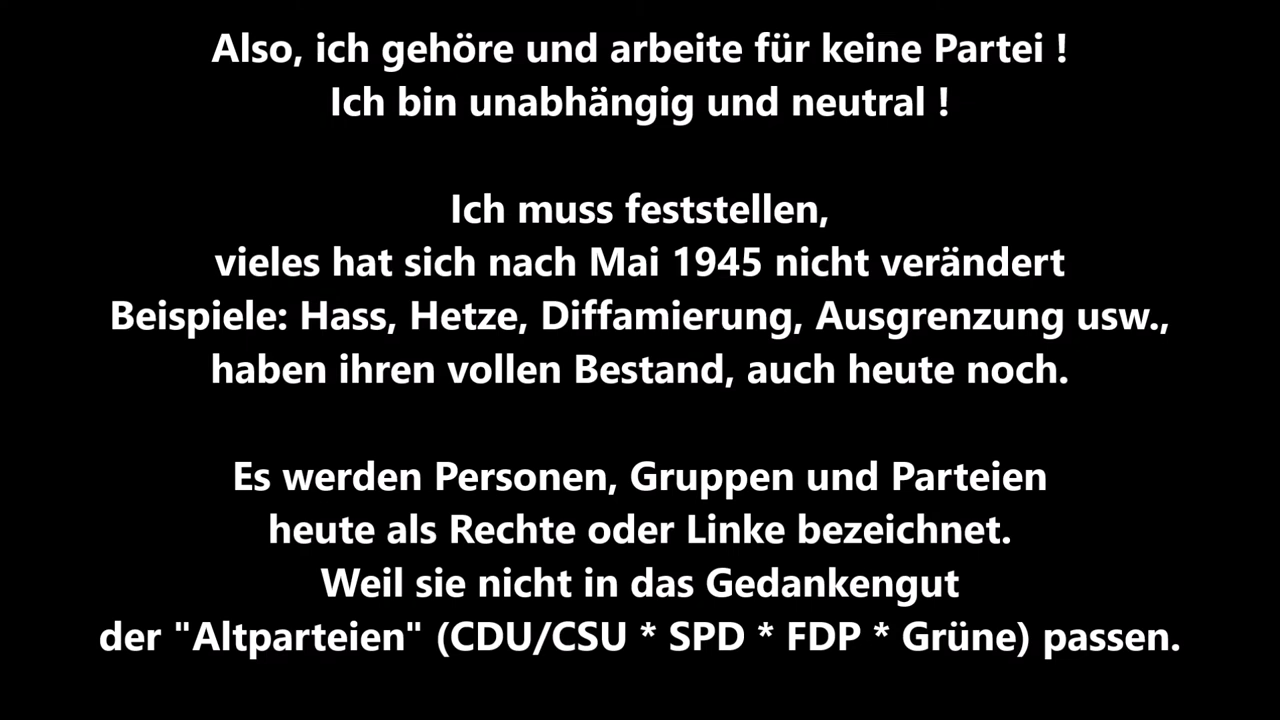 Also, ich gehöre und arbeite für keine Partei !
Ich bin unabhängig und neutral !
Ich muss feststellen,
vieles hat sich nach Mai 1945 nicht verändert
Beispiele: Hass, Hetze, Diffamierung, Ausgrenzung usw.,
haben ihren vollen Bestand, auch heute noch.
Es werden Personen, Gruppen und Parteien
heute als Rechte oder Linke bezeichnet.
Weil sie nicht in das Gedankengut
der "Altparteien" (CDU/CSU * SPD * FDP * Grüne) passen.